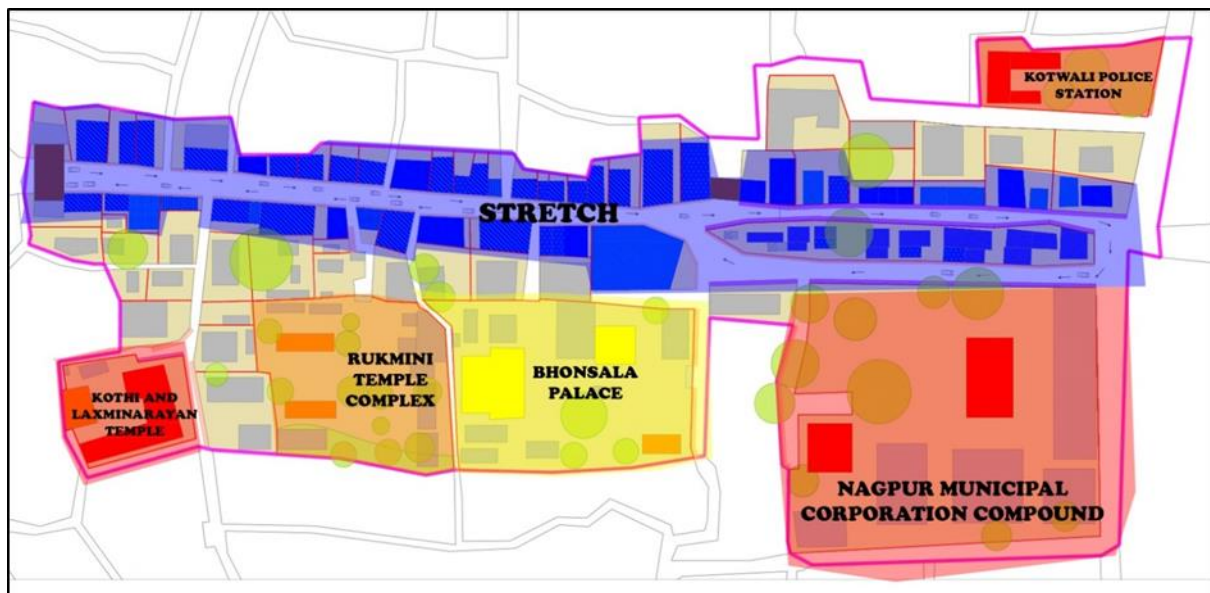 KOTWALI POLICE
STATION
STRETCH
RUKMINI
TEMPLE
COMPLEX
BHONSALA
PALACE
KOTHI AND
LAXMINARAYAN
TEMPLE
NAGPUR MUNICIPAL
CORPORATION COMPOUND